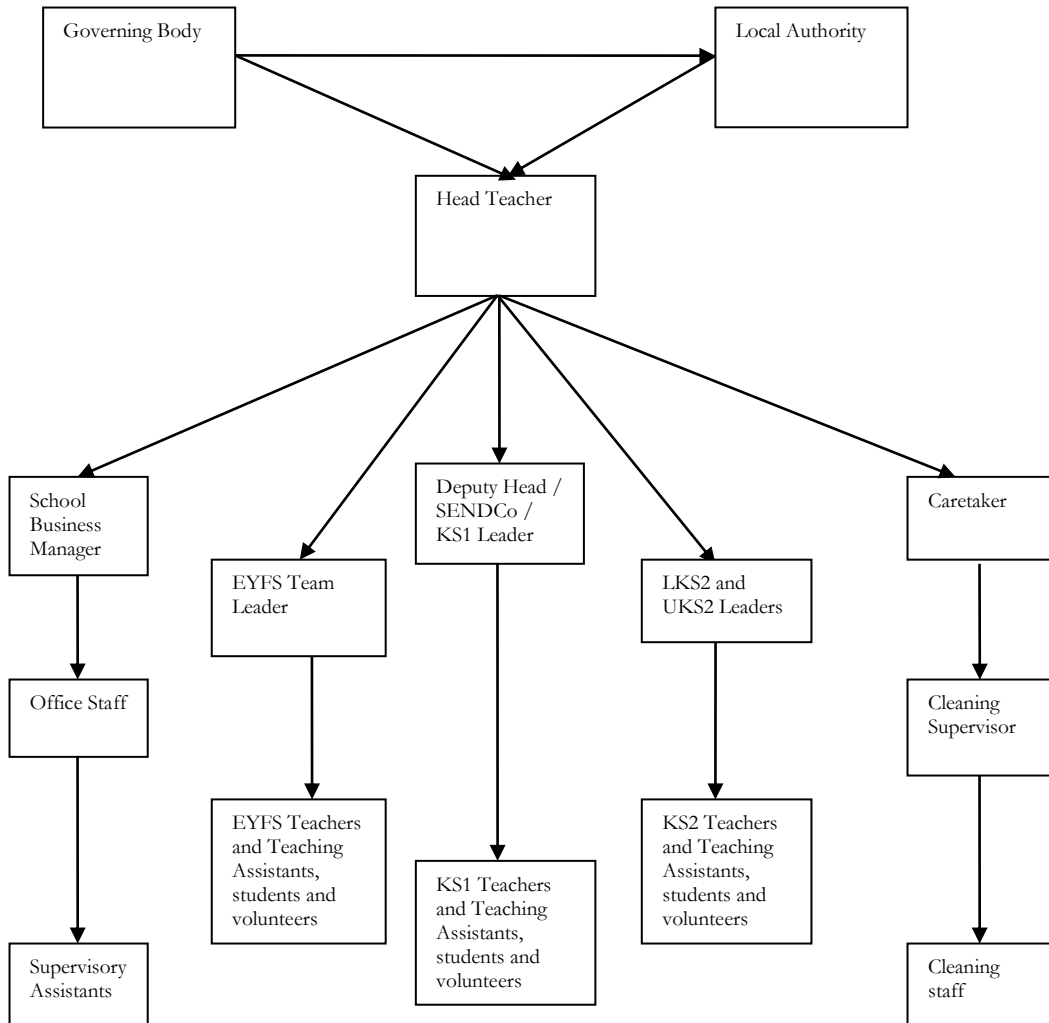 Governing Body
Local Authority
Head Teacher
School
Business
Manager
Deputy Head /
SENDCo /
KS1 Leader
Caretaker
EYFS Team
Leader
LKS2 and
UKS2 Leaders
Office Staff
Cleaning
Supervisor
EYFS Teachers
and Teaching
Assistants,
students and
volunteers
KS1 Teachers
and Teaching
Assistants,
students and
volunteers
KS2 Teachers
and Teaching
Assistants,
students and
volunteers
Supervisory
Assistants
Cleaning
staff